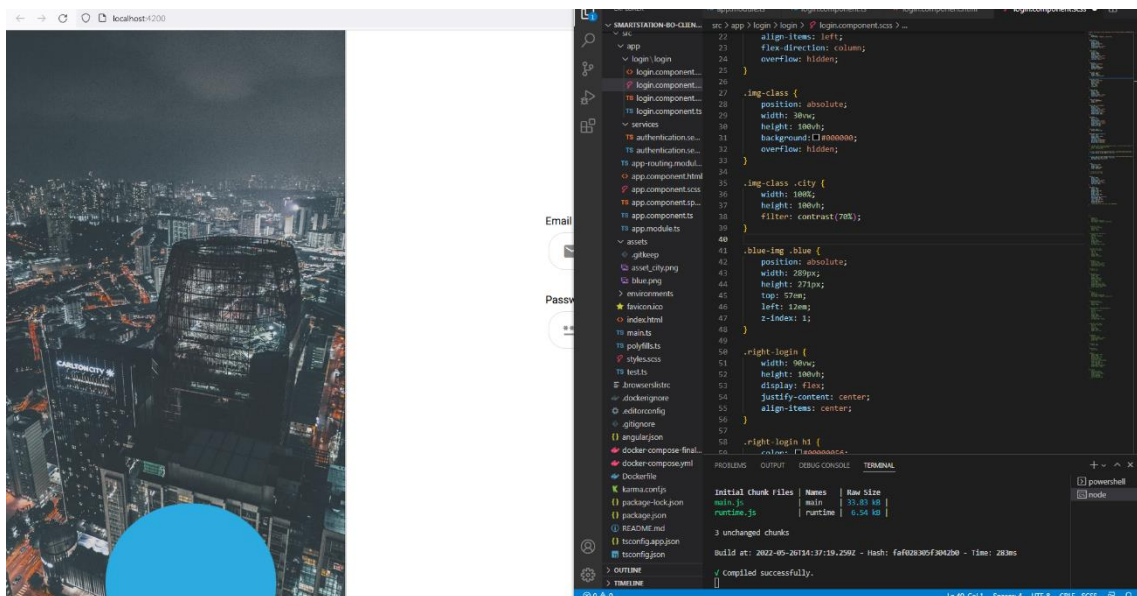 localhost:4200
CARLTON CITY
Email
Passw
SMARTSTATION-BO-CLIEN...
src
app
login \ login
login.component....
login.component....
login.component....
login.component.ts
services
authentication.se...
authentication.se...
app-routing.modul...
app.component.html
app.component.scss
app.component.sp...
app.component.ts
app.module.ts
assets
.gitkeep
asset_city.png
blue.png
environments
favicon.ico
index.html
main.ts
polyfills.ts
styles.scss
test.ts
.browserslistrc
.dockerignore
.editorconfig
.gitignore
angular.json
docker-compose-final...
docker-compose.yml
Dockerfile
karma.conf.js
package-lock.json
package.json
README.md
tsconfig.app.json
tsconfig.json
OUTLINE
TIMELINE
src > app > login > login > login.component.scss > ...
22 align-items: left;
23 flex-direction: column;
24 overflow: hidden;
25 }
26
27 .img-class {
28 position: absolute;
29 width: 30vw;
30 height: 100vh;
31 background: #000000;
32 overflow: hidden;
33 }
34
35 .img-class .city {
36 width: 100%;
37 height: 100vh;
38 filter: contrast(70%);
39 }
40
41 .blue-img .blue {
42 position: absolute;
43 width: 289px;
44 height: 271px;
45 top: 57em;
46 left: 12em;
47 z-index: 1;
48 }
49
50 .right-login {
51 width: 90vw;
52 height: 100vh;
53 display: flex;
54 justify-content: center;
55 align-items: center;
56 }
57
58 .right-login h1 {
PROBLEMS OUTPUT DEBUG CONSOLE TERMINAL
powershell
node
Initial Chunk Files | Names | Raw Size
main.js | main | 33.83 kB |
runtime.js | runtime | 6.54 kB |
3 unchanged chunks
Build at: 2022-05-26T14:37:19.259Z - Hash: faf028305f3042b0 - Time: 283ms
√ Compiled successfully.